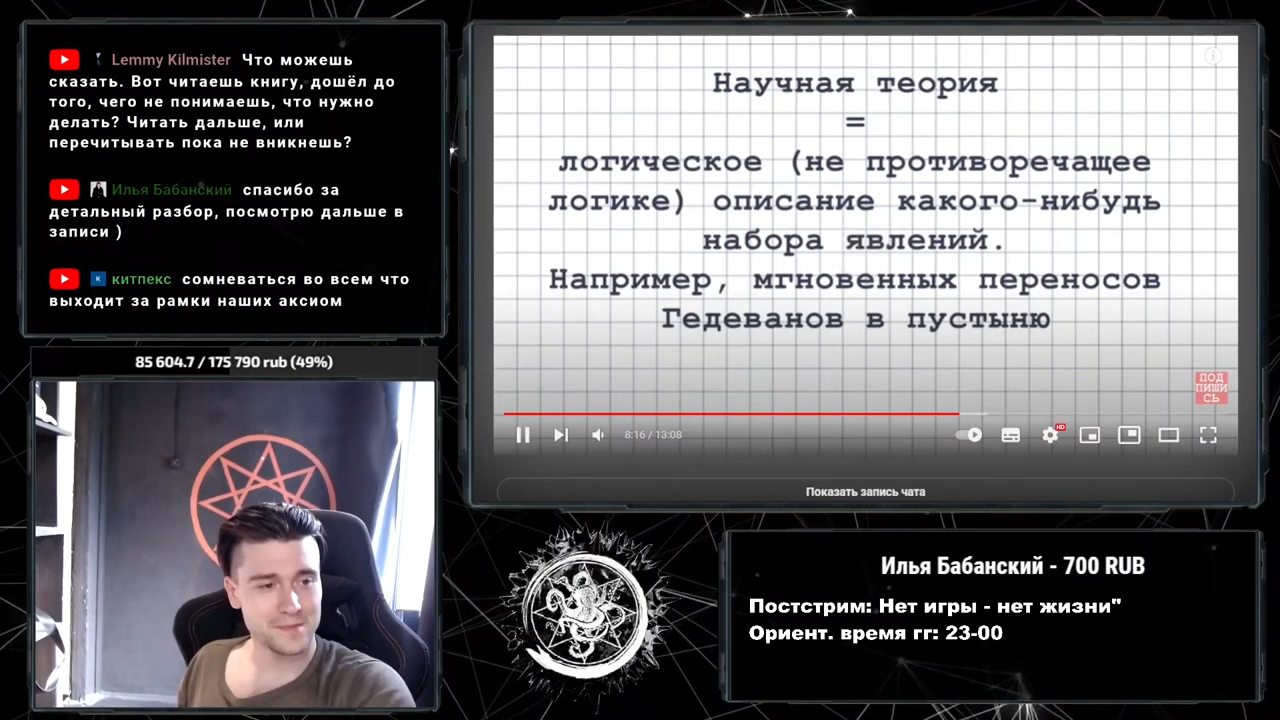 Lemmy Kilmister Что можешь
сказать. Вот читаешь книгу, дошёл до
того, чего не понимаешь, что нужно
делать? Читать дальше, или
перечитывать пока не вникнешь?
Илья Бабанский спасибо за
детальный разбор, посмотрю дальше в
записи )
К китпекс сомневаться во всем что
выходит за рамки наших аксиом
85 604.7 / 175 790 rub (49%)
Научная теория
=
логическое (не противоречащее
логике) описание какого-нибудь
набора явлений.
Например, мгновенных переносов
Гедеванов в пустыню
ПОД
ПИШИ
СЬ
8:16 / 13:08
HD
Показать запись чата
Илья Бабанский - 700 RUB
Постстрим: Нет игры - нет жизни"
Ориент. время гг: 23-00